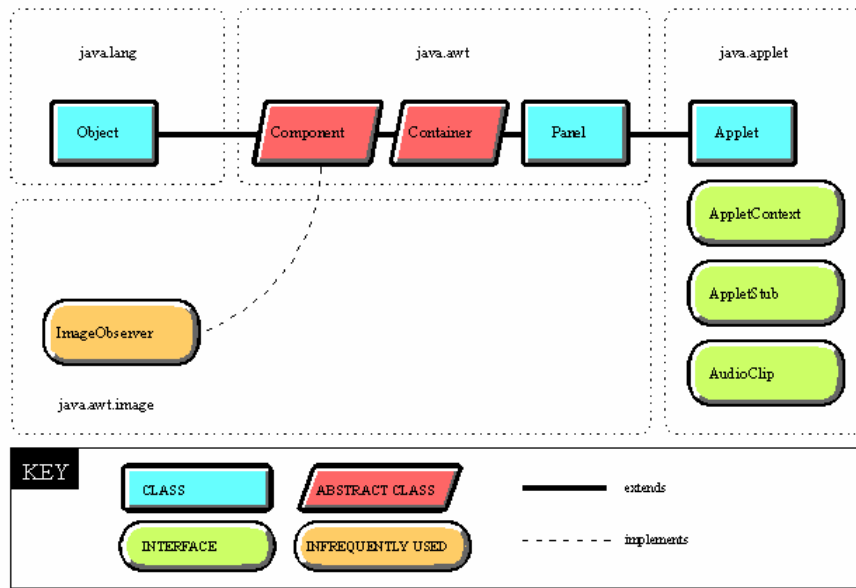 java.lang
java.awt
java.applet
Object
Component
Container
Panel
Applet
AppletContext
AppletStub
AudioClip
ImageObserver
java.awt.image
KEY
CLASS
ABSTRACT CLASS
extends
INTERFACE
INFREQUENTLY USED
implements